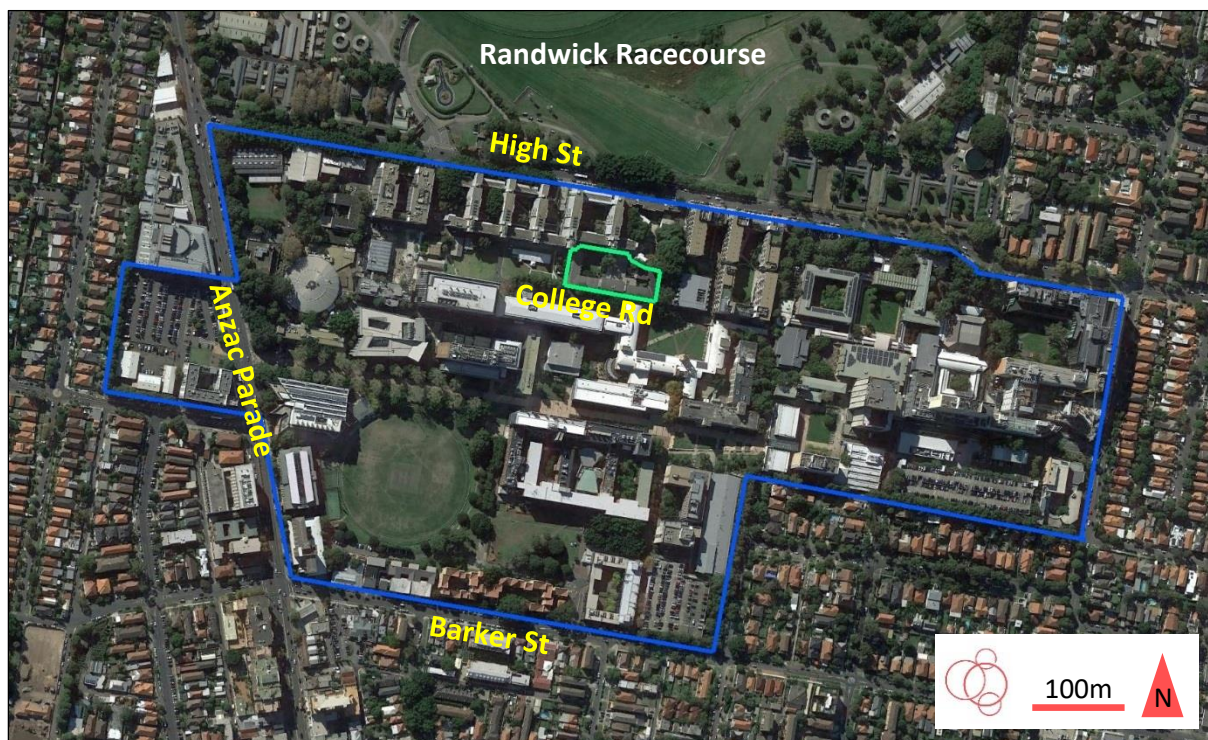 Randwick Racecourse
High St
College Rd
Anzac Parade
Barker St
100m
N